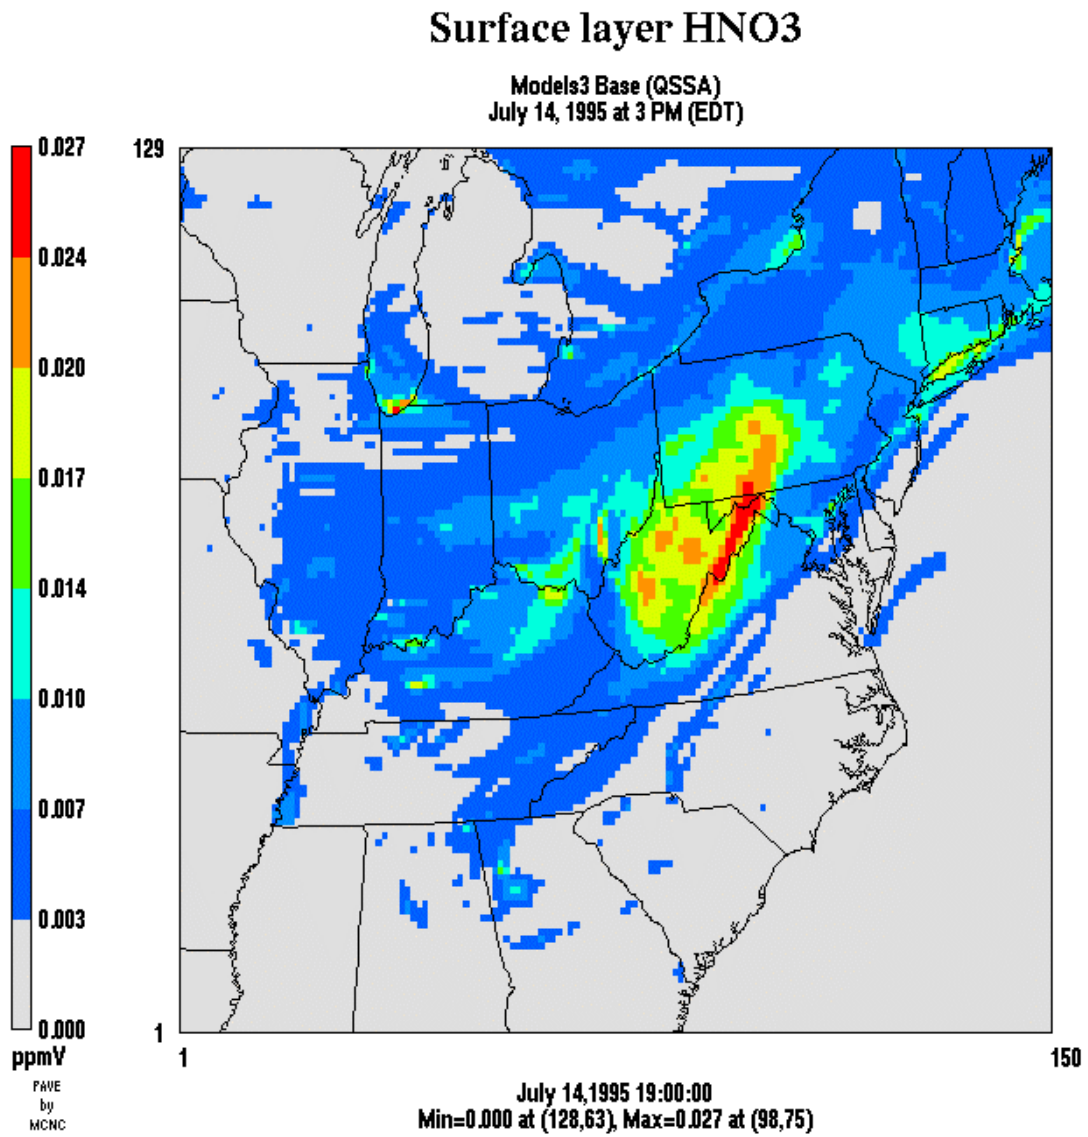 Surface layer HNO3
Models3 Base (QSSA)
July 14, 1995 at 3 PM (EDT)
0.027
0.024
0.020
0.017
0.014
0.010
0.007
0.003
0.000
ppmV
PAVE
by
MCNC
129
1
1
150
July 14,1995 19:00:00
Min=0.000 at (128,63), Max=0.027 at (98,75)